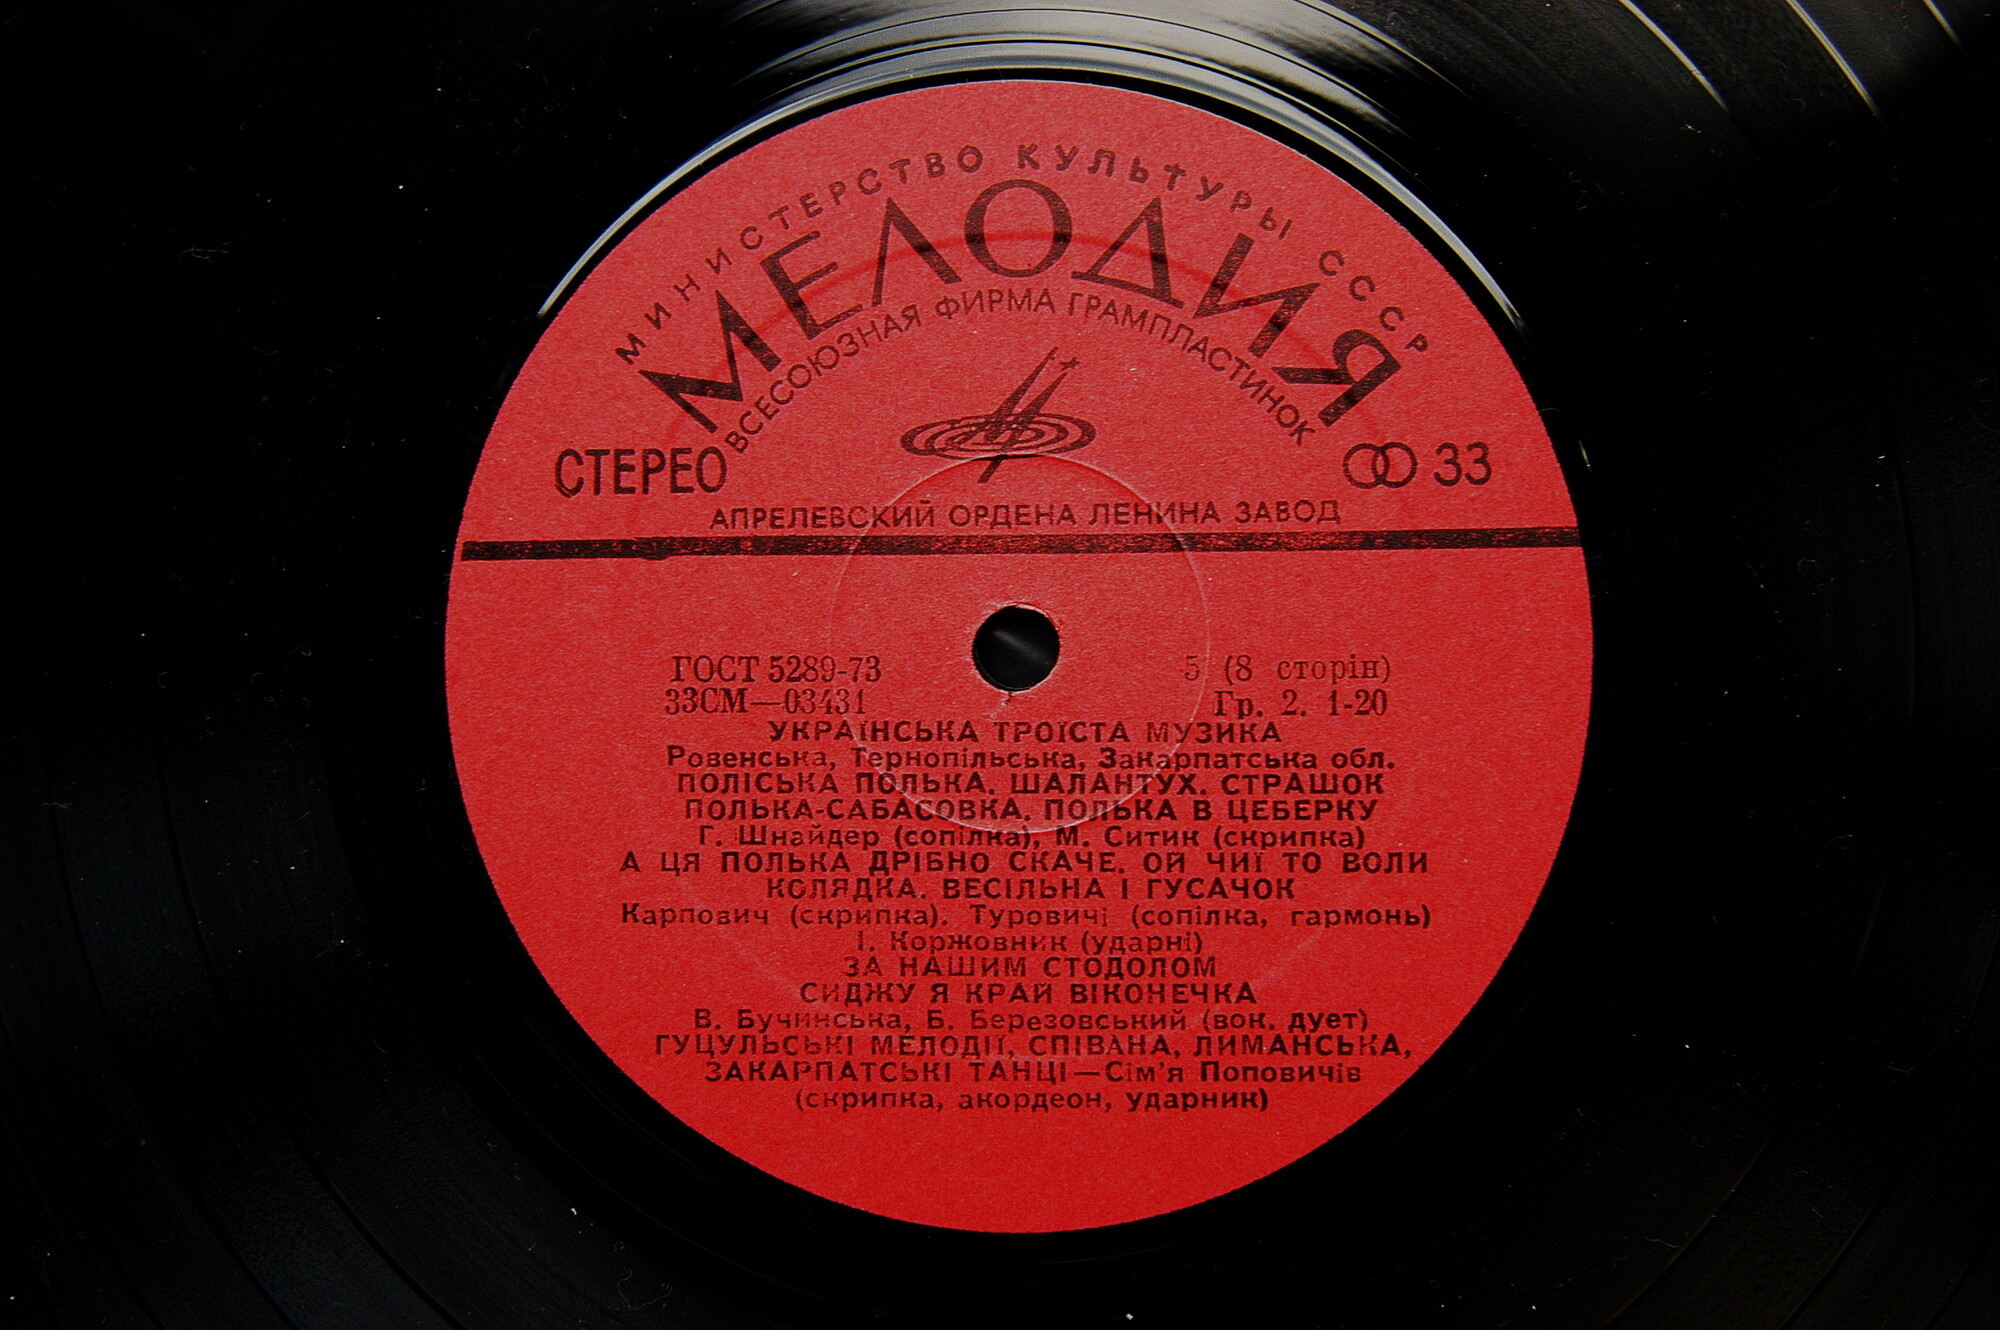 МИНИСТЕРСТВО КУЛЬТУРЫ СССР
МЕЛОДИЯ
ВСЕСОЮЗНАЯ ФИРМА ГРАМПЛАСТИНОК
СТЕРЕО 33
АПРЕЛЕВСКИЙ ОРДЕНА ЛЕНИНА ЗАВОД
ГОСТ 5289-73 5 (8 сторін)
33СМ—03431 Гр. 2. 1-20
УКРАЇНСЬКА ТРОЇСТА МУЗИКА
Ровенська, Тернопільська, Закарпатська обл.
ПОЛІСЬКА ПОЛЬКА. ШАЛАНТУХ. СТРАШОК
ПОЛЬКА-САБАСОВКА. ПОЛЬКА В ЦЕБЕРКУ
Г. Шнайдер (сопілка), М. Ситик (скрипка)
А ЦЯ ПОЛЬКА ДРІБНО СКАЧЕ. ОЙ ЧИЇ ТО ВОЛИ
КОЛЯДКА. ВЕСІЛЬНА І ГУСАЧОК
Карпович (скрипка). Туровичі (сопілка, гармонь)
І. Коржовник (ударні)
ЗА НАШИМ СТОДОЛОМ
СИДЖУ Я КРАЙ ВІКОНЕЧКА
В. Бучинська, Б. Березовський (вок. дует)
ГУЦУЛЬСЬКІ МЕЛОДІЇ, СПІВАНА, ЛИМАНСЬКА,
ЗАКАРПАТСЬКІ ТАНЦІ—Сім'я Поповичів
(скрипка, акордеон, ударник)